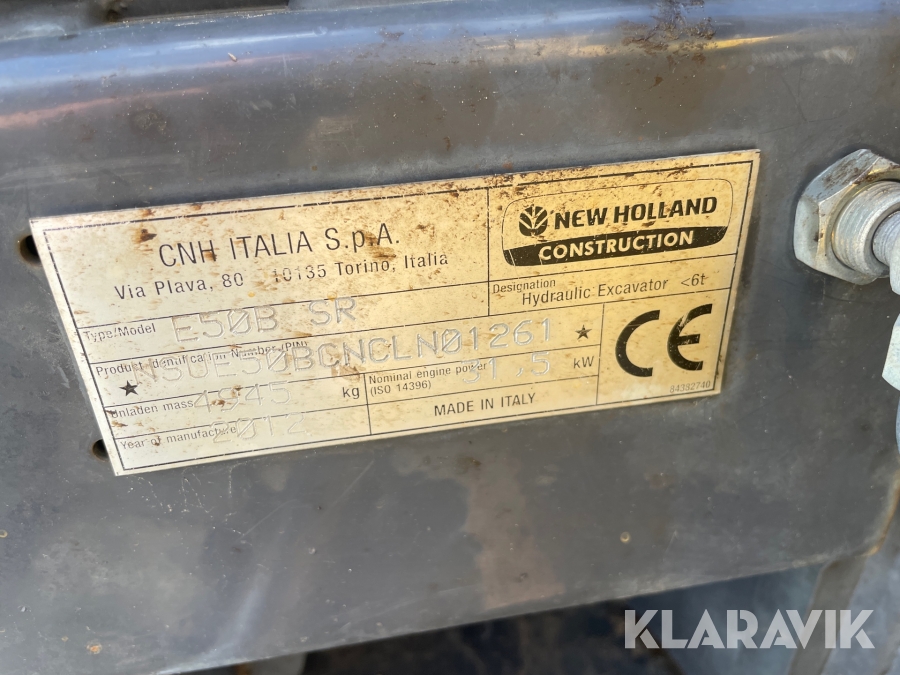 CNH ITALIA S.p.A.
Via Plava, 80 10135 Torino, Italia
NEW HOLLAND
CONSTRUCTION
Designation
Hydraulic Excavator <6t
Type/Model E50B SR
Product Identification Number (PIN)
★ N5UE50BCNCLN01261 ★
Unladen mass 4945 kg
Nominal engine power 31,5 kW
(ISO 14396)
Year of manufacture 2012
MADE IN ITALY
CE
84382740
KLARAVIK